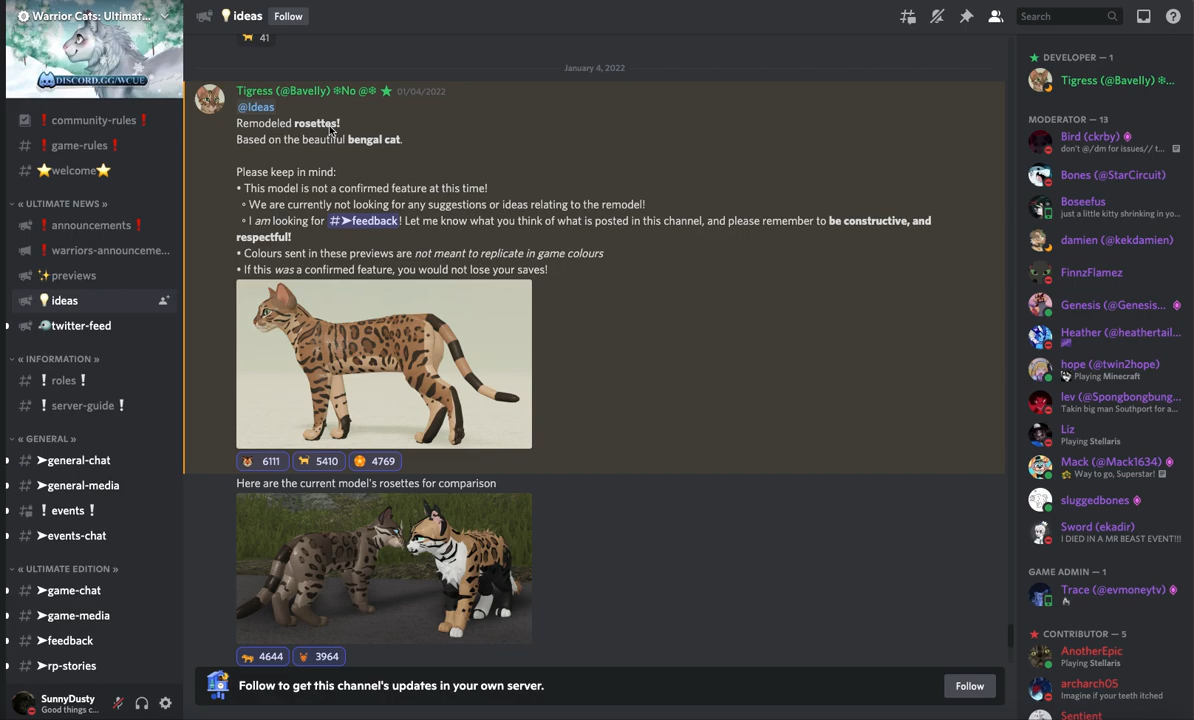 Warrior Cats: Ultimat...
DISCORD.GG/WCUE
❗community-rules❗
❗game-rules❗
⭐welcome⭐
« ULTIMATE NEWS »
❗announcements❗
❗warriors-announceme...
✨previews
💡ideas
twitter-feed
« INFORMATION »
❕roles❕
❕server-guide❕
« GENERAL »
➤general-chat
➤general-media
❕events❕
➤events-chat
« ULTIMATE EDITION »
➤game-chat
➤game-media
➤feedback
➤rp-stories
SunnyDusty
Good things c...
💡ideas
Follow
Search
41
January 4, 2022
Tigress (@Bavelly) ❄No @❄ 01/04/2022
@Ideas
Remodeled rosettes!
Based on the beautiful bengal cat.
Please keep in mind:
• This model is not a confirmed feature at this time!
◦ We are currently not looking for any suggestions or ideas relating to the remodel!
◦ I am looking for #➤feedback! Let me know what you think of what is posted in this channel, and please remember to be constructive, and
respectful!
• Colours sent in these previews are not meant to replicate in game colours
• If this was a confirmed feature, you would not lose your saves!
6111 5410 4769
Here are the current model's rosettes for comparison
4644 3964
Follow to get this channel's updates in your own server.
Follow
DEVELOPER — 1
Tigress (@Bavelly) ❄...
MODERATOR — 13
Bird (ckrby)
don't @/dm for issues// t...
Bones (@StarCircuit)
Boseefus
just a little kitty shrinking in yo...
damien (@kekdamien)
FinnzFlamez
Genesis (@Genesis...
Heather (@heathertail...
hope (@twin2hope)
Playing Minecraft
lev (@Spongbongbung...
Takin big man Southport for a...
Liz
Playing Stellaris
Mack (@Mack1634)
Way to go, Superstar!
sluggedbones
Sword (ekadir)
I DIED IN A MR BEAST EVENT!!!
GAME ADMIN — 1
Trace (@evmoneytv)
CONTRIBUTOR — 5
AnotherEpic
Playing Stellaris
archarch05
Imagine if your teeth itched
Sentient